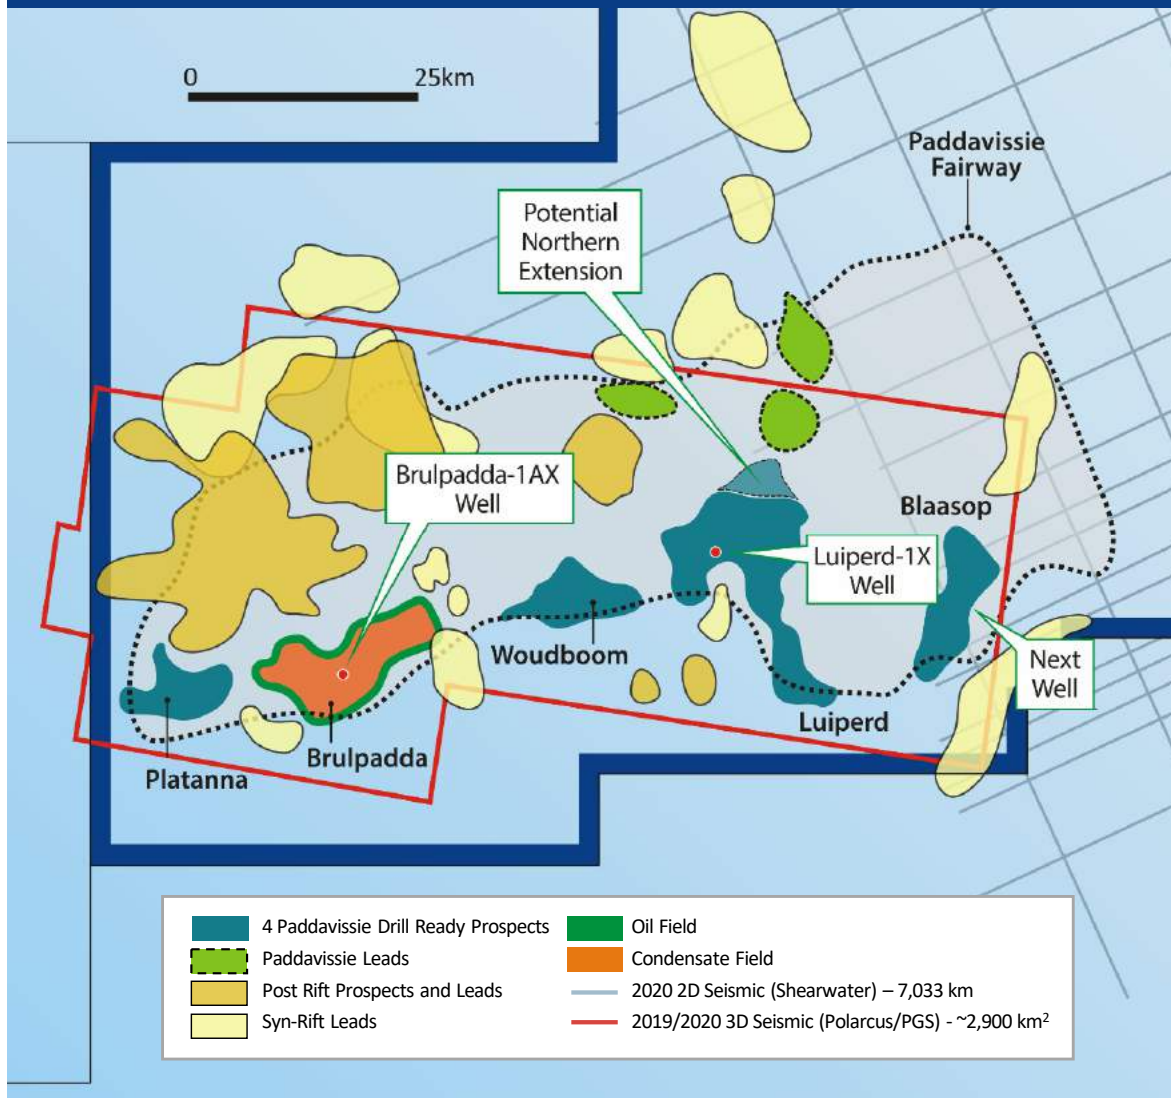 0 25km
Paddavissie
Fairway
Potential
Northern
Extension
Brulpadda-1AX
Well
Blaasop
Luiperd-1X
Well
Woudboom
Next
Well
Luiperd
Brulpadda
Platanna
4 Paddavissie Drill Ready Prospects
Paddavissie Leads
Post Rift Prospects and Leads
Syn-Rift Leads
Oil Field
Condensate Field
2020 2D Seismic (Shearwater) – 7,033 km
2019/2020 3D Seismic (Polarcus/PGS) - ~2,900 km²